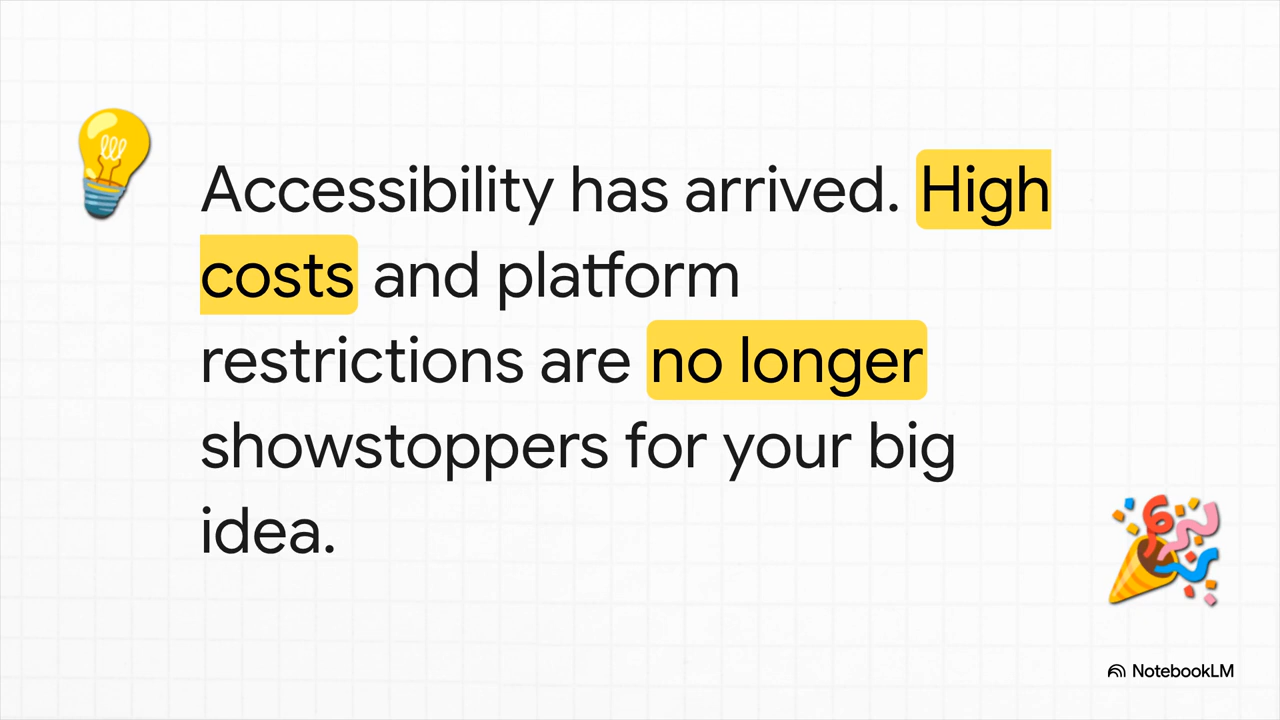 Accessibility has arrived. High
costs and platform
restrictions are no longer
showstoppers for your big
idea.
NotebookLM